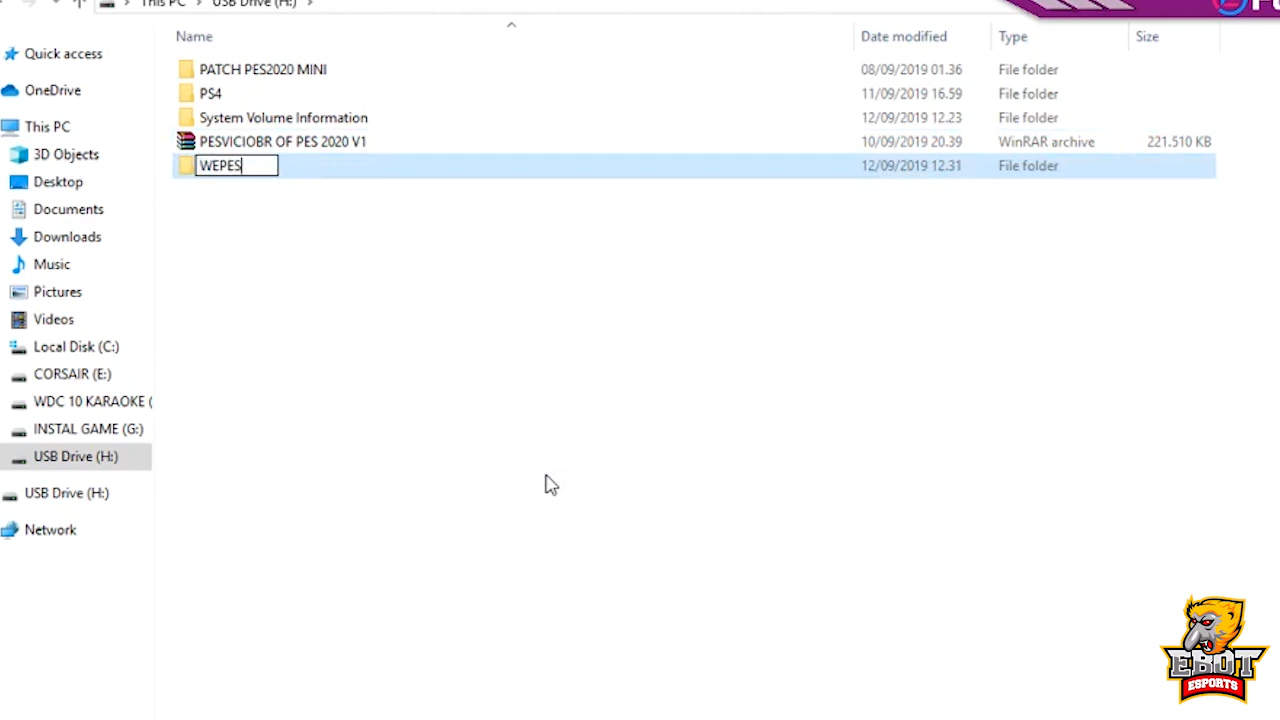 This PC > USB Drive (H:) >
Name Date modified Type Size
Quick access
OneDrive
This PC
3D Objects
Desktop
Documents
Downloads
Music
Pictures
Videos
Local Disk (C:)
CORSAIR (E:)
WDC 10 KARAOKE (
INSTAL GAME (G:)
USB Drive (H:)
USB Drive (H:)
Network
PATCH PES2020 MINI 08/09/2019 01.36 File folder
PS4 11/09/2019 16.59 File folder
System Volume Information 12/09/2019 12.23 File folder
PESVICIOBR OF PES 2020 V1 10/09/2019 20.39 WinRAR archive 221.510 KB
WEPES 12/09/2019 12.31 File folder
EBOT
ESPORTS